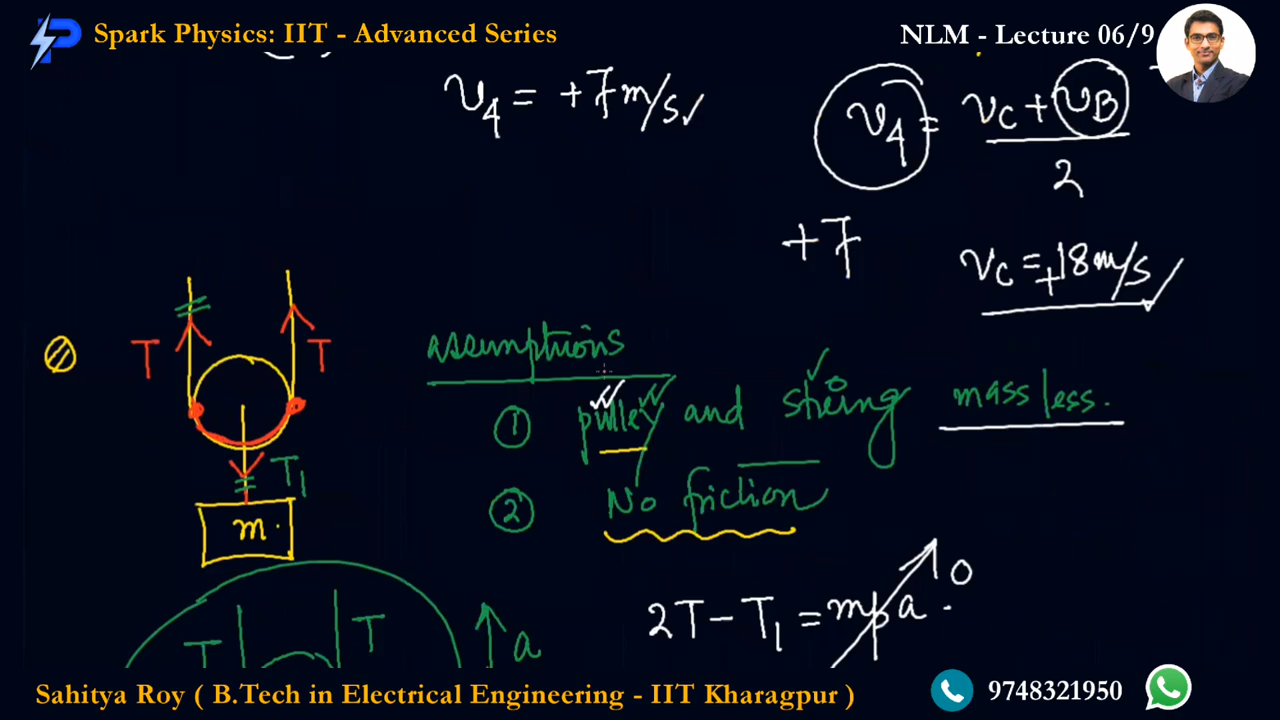 Spark Physics: IIT - Advanced Series
NLM - Lecture 06/9
v4 = +7 m/s
v4 = vC + vB
2
+7
vC = +18 m/s
T
T
T1
m
assumptions
1 pulley and string massless.
2 No friction
2T - T1 = mp a
0
T
T
a
Sahitya Roy ( B.Tech in Electrical Engineering - IIT Kharagpur )
9748321950